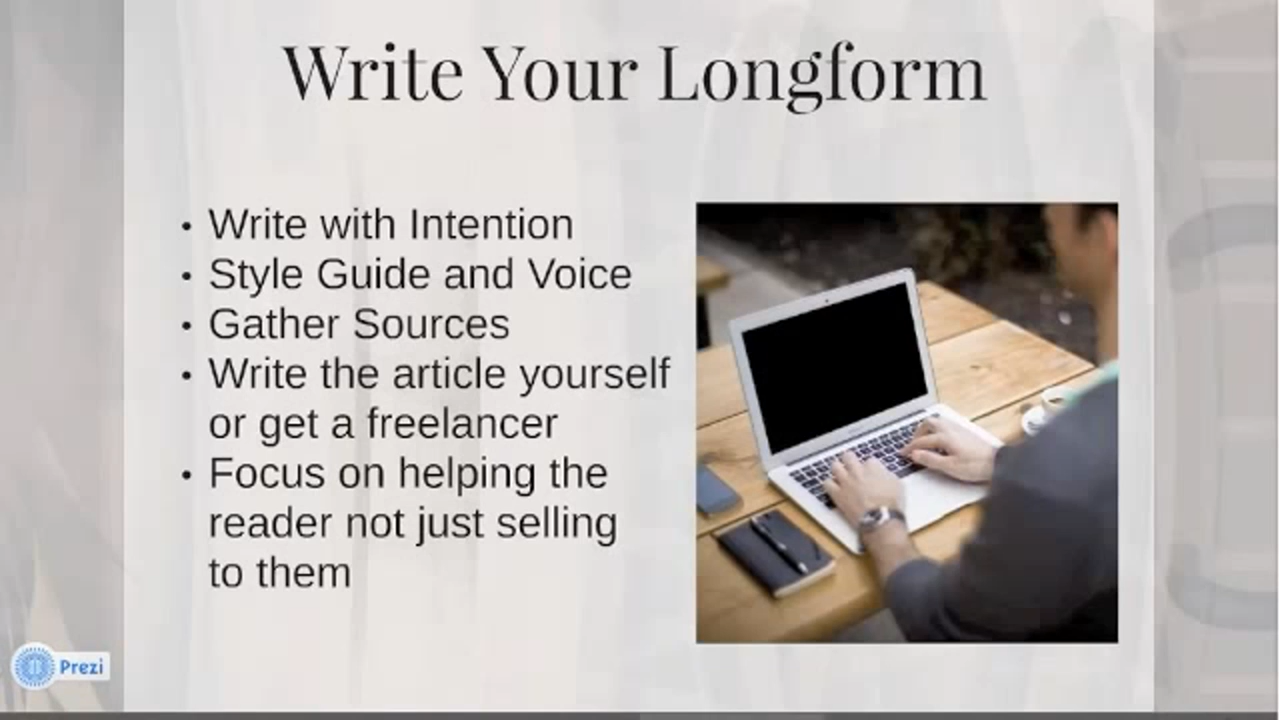 Write Your Longform
• Write with Intention
• Style Guide and Voice
• Gather Sources
• Write the article yourself
or get a freelancer
• Focus on helping the
reader not just selling
to them
Prezi